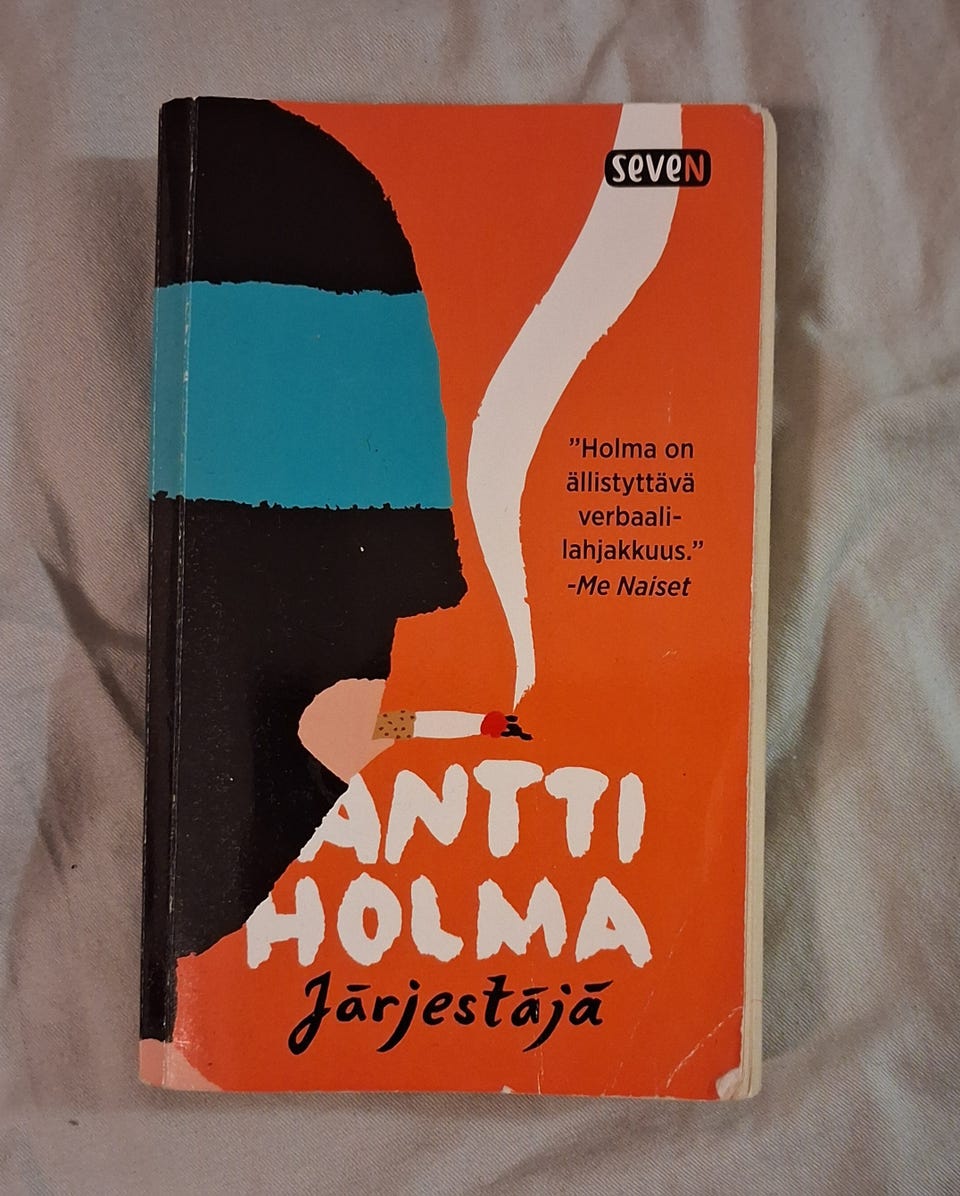 seveN
”Holma on
ällistyttävä
verbaali-
lahjakkuus.”
-Me Naiset
ANTTI
HOLMA
Järjestäjä